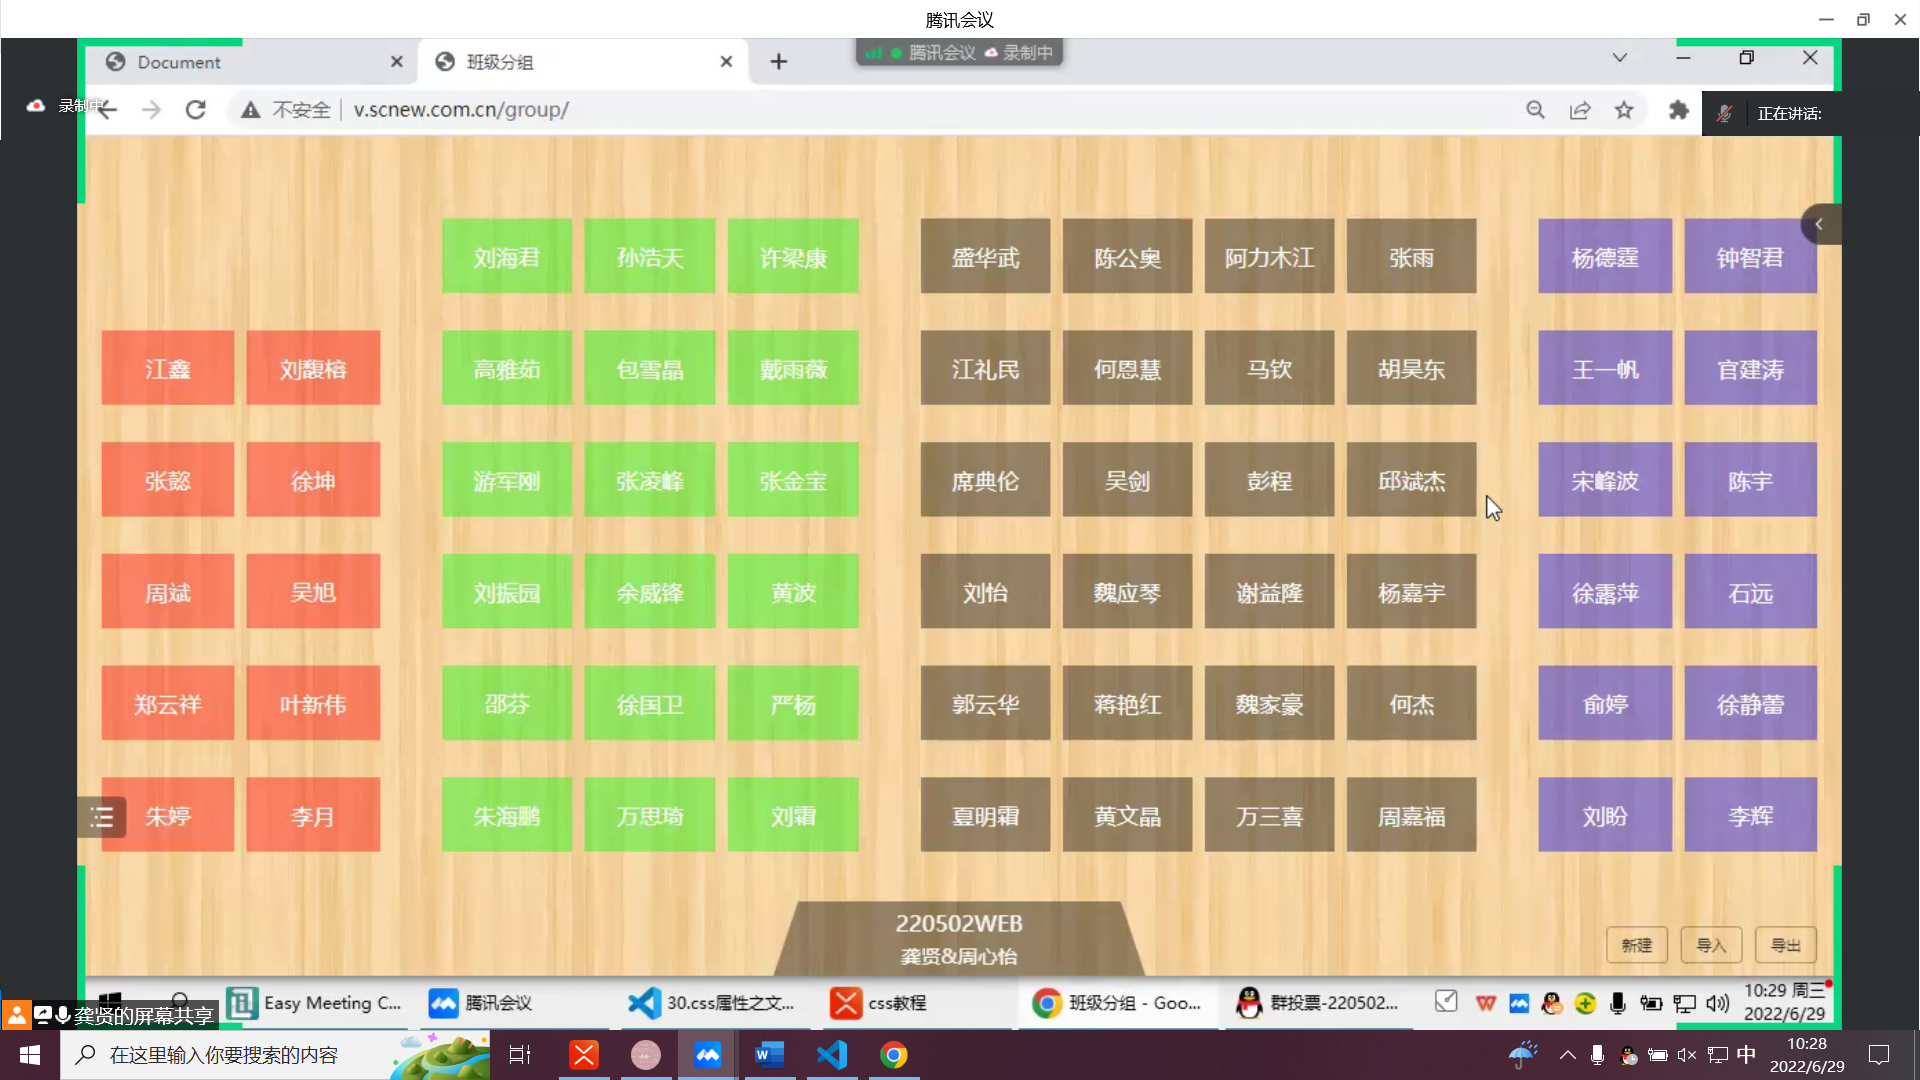 腾讯会议
Document
班级分组
腾讯会议 录制中
录制中
不安全
v.scnew.com.cn/group/
正在讲话:
刘海君 孙浩天 许梁康 盛华武 陈公奥 阿力木江 张雨 杨德霆 钟智君
江鑫 刘馥榕 高雅茹 包雪晶 戴雨薇 江礼民 何恩慧 马钦 胡昊东 王一帆 官建涛
张懿 徐坤 游军刚 张凌峰 张金宝 席典伦 吴剑 彭程 邱斌杰 宋峰波 陈宇
周斌 吴旭 刘振园 余威锋 黄波 刘怡 魏应琴 谢益隆 杨嘉宇 徐露萍 石远
郑云祥 叶新伟 邵芬 徐国卫 严杨 郭云华 蒋艳红 魏家豪 何杰 俞婷 徐静蕾
朱婷 李月 朱海鹏 万思琦 刘霜 夏明霜 黄文晶 万三喜 周嘉福 刘盼 李辉
220502WEB
龚贤&周心怡
新建 导入 导出
Easy Meeting C...
腾讯会议
30.css属性之文...
css教程
班级分组 - Goo...
群投票-220502...
10:29 周三
2022/6/29
龚贤的屏幕共享
在这里输入你要搜索的内容
中
10:28
2022/6/29